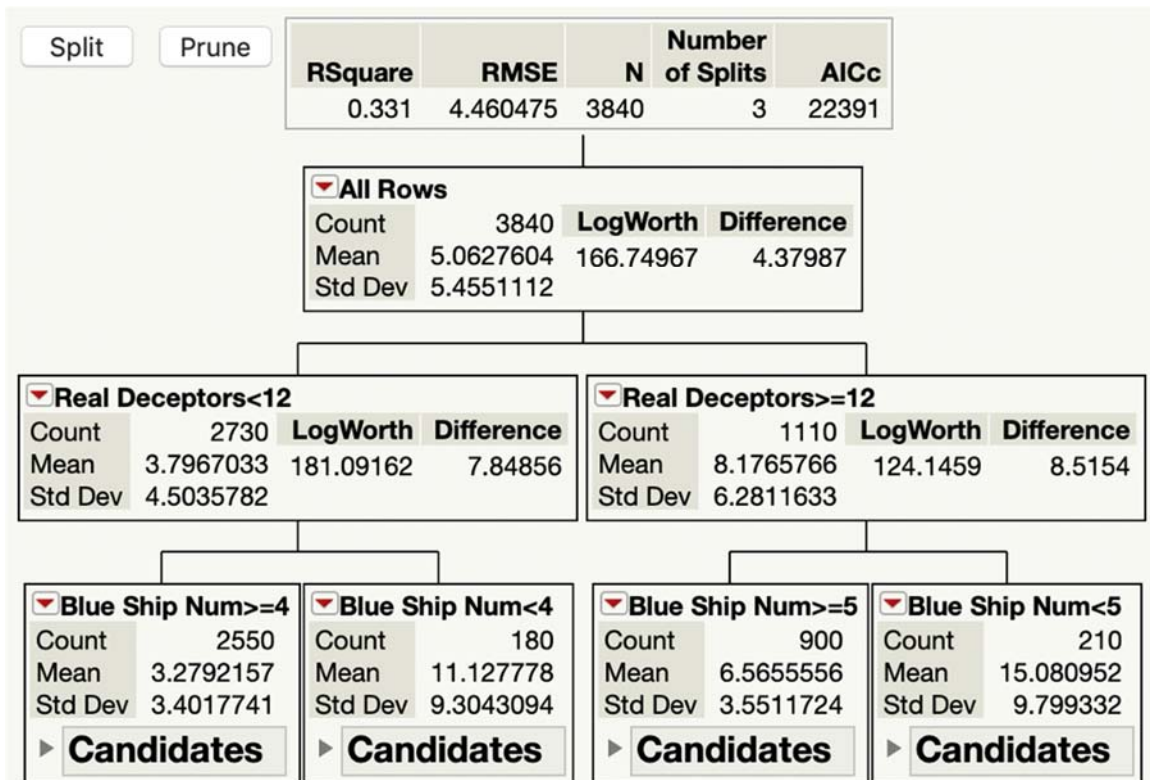 Split
Prune
RSquare RMSE N Number of Splits AICc
0.331 4.460475 3840 3 22391
All Rows
Count 3840 LogWorth Difference
Mean 5.0627604 166.74967 4.37987
Std Dev 5.4551112
Real Deceptors<12
Count 2730 LogWorth Difference
Mean 3.7967033 181.09162 7.84856
Std Dev 4.5035782
Real Deceptors>=12
Count 1110 LogWorth Difference
Mean 8.1765766 124.1459 8.5154
Std Dev 6.2811633
Blue Ship Num>=4
Count 2550
Mean 3.2792157
Std Dev 3.4017741
Candidates
Blue Ship Num<4
Count 180
Mean 11.127778
Std Dev 9.3043094
Candidates
Blue Ship Num>=5
Count 900
Mean 6.5655556
Std Dev 3.5511724
Candidates
Blue Ship Num<5
Count 210
Mean 15.080952
Std Dev 9.799332
Candidates